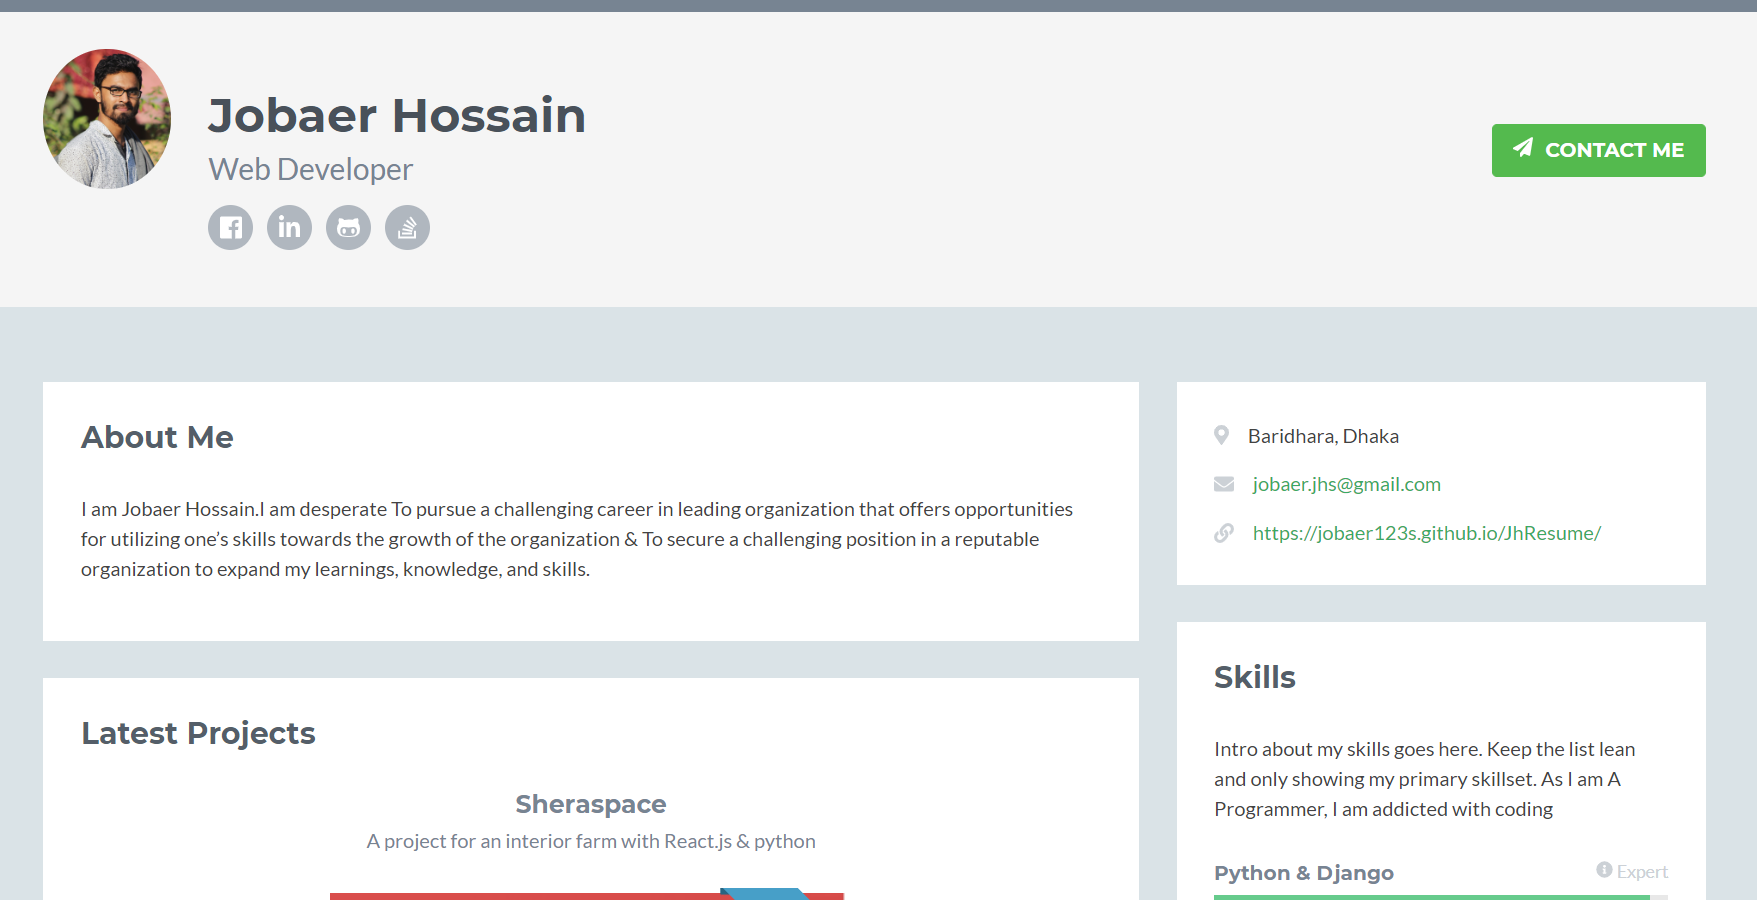 Jobaer Hossain
Web Developer
CONTACT ME
About Me
I am Jobaer Hossain.I am desperate To pursue a challenging career in leading organization that offers opportunities
for utilizing one’s skills towards the growth of the organization & To secure a challenging position in a reputable
organization to expand my learnings, knowledge, and skills.
Latest Projects
Sheraspace
A project for an interior farm with React.js & python
Baridhara, Dhaka
jobaer.jhs@gmail.com
https://jobaer123s.github.io/JhResume/
Skills
Intro about my skills goes here. Keep the list lean
and only showing my primary skillset. As I am A
Programmer, I am addicted with coding
Python & Django
Expert